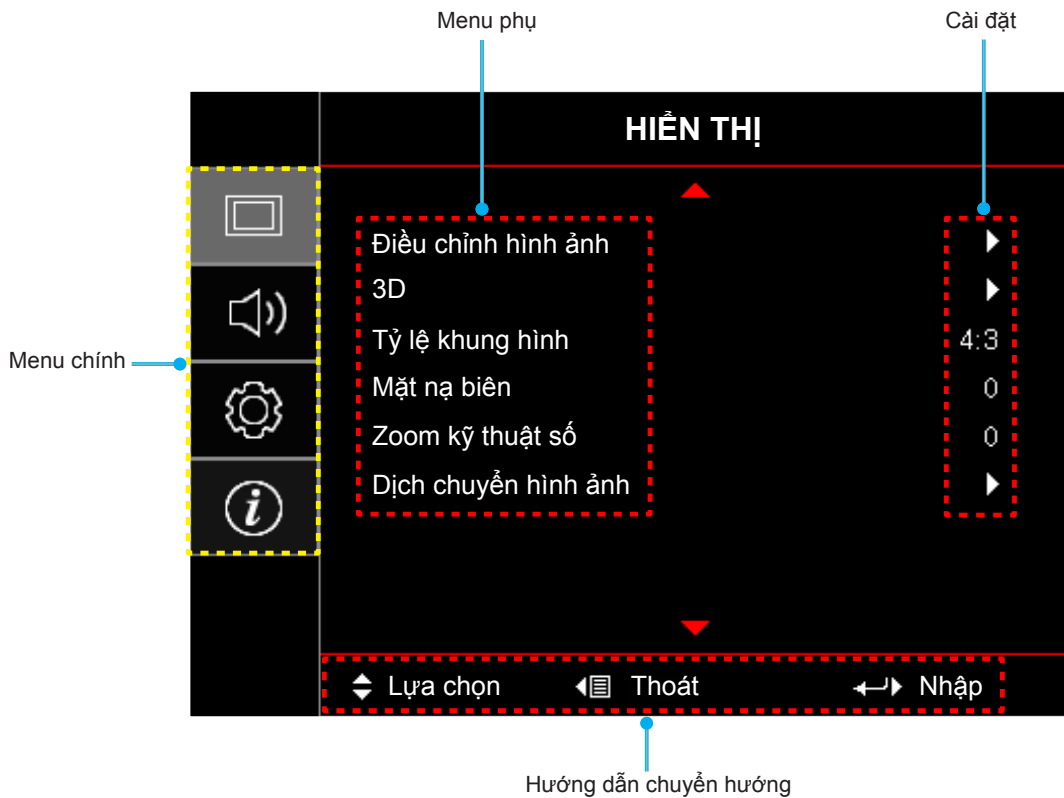 Menu phụ
Cài đặt
HIỂN THỊ
Điều chỉnh hình ảnh
3D
Tỷ lệ khung hình 4:3
Mặt nạ biên 0
Zoom kỹ thuật số 0
Dịch chuyển hình ảnh
Menu chính
i
Lựa chọn Thoát Nhập
Hướng dẫn chuyển hướng